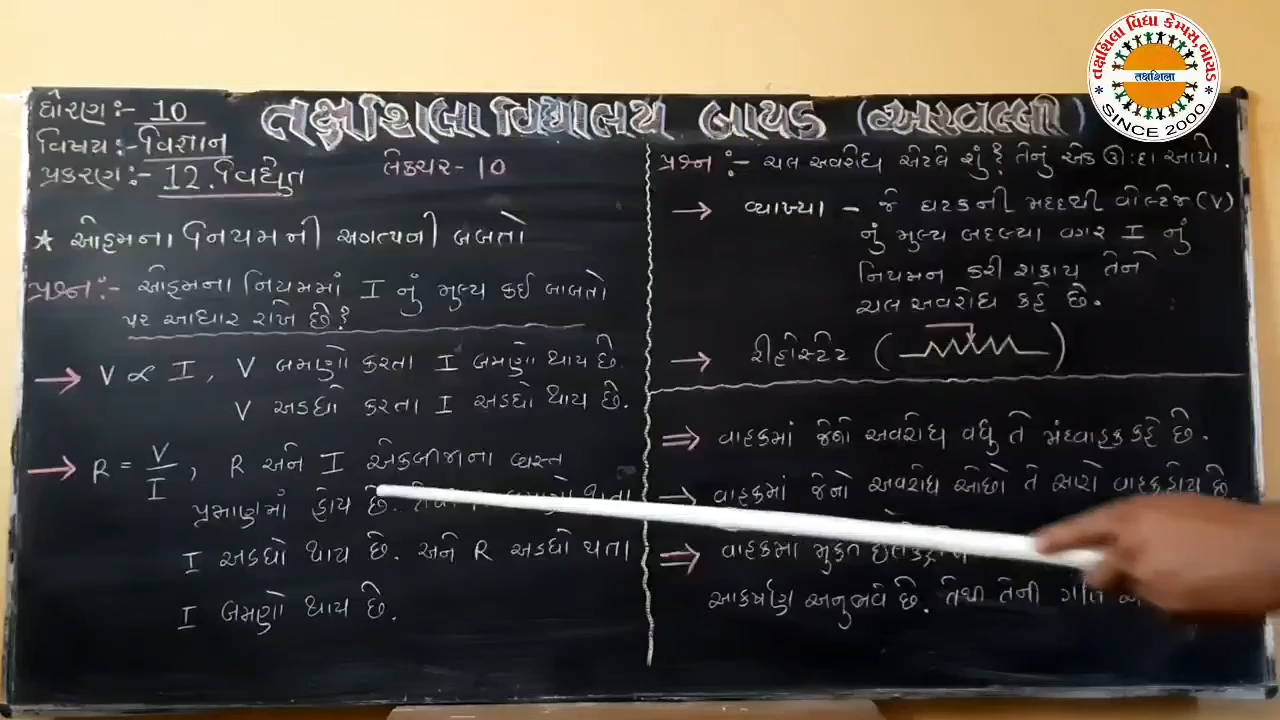 ધોરણ:- 10
વિષય:- વિજ્ઞાન
પ્રકરણ:- 12. વિદ્યુત
તક્ષશિલા વિદ્યાલય બાયડ (અરવલ્લી)
લેક્ચર- 10
★ ઓહમના નિયમની અગત્યની બબતો
પ્રશ્ન:- ઓહમના નિયમમાં I નું મુલ્ય કઈ બાબતો
પર આધાર રાખે છે?
→ V ∝ I, V બમણો કરતા I બમણો થાય છે.
V અડધો કરતા I અડધો થાય છે.
→ R = V/I, R અને I એકબીજાના વ્યસ્ત
પ્રમાણમાં હોય છે. થતા
I અડધો થાય છે. અને R અડધો થતા
I બમણો થાય છે.
પ્રશ્ન:- ચલ અવરોધ એટલે શું? તેનું એક ઊ:દા આપો.
→ વ્યાખ્યા - જે ઘટકની મદદથી વોલ્ટેજ (V)
નું મુલ્ય બદલ્યા વગર I નું
નિયમન કરી શકાય તેને
ચલ અવરોધ કહે છે.
→ રીહોસ્ટેટ
⇒ વાહકમાં જેનો અવરોધ વધુ તે મંદવાહક કહે છે.
→ વાહકમાં જેનો અવરોધ ઓછો તે સારો વાહક હોય છે.
⇒ વાહકમા મુક્ત
આકર્ષણ અનુભવે છે. તેથી તેની ગતિ
તક્ષશિલા વિદ્યા કેમ્પસ, બાયડ
તક્ષશિલા
SINCE 2000